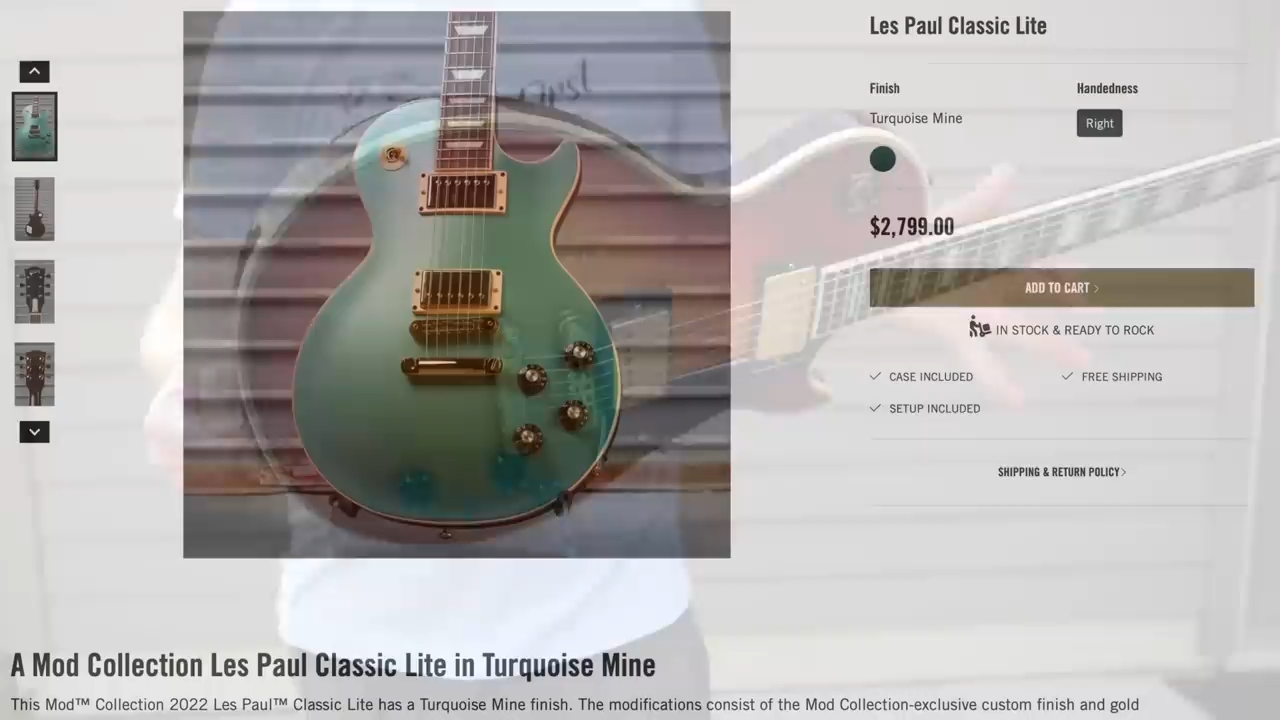 Les Paul Classic Lite
Finish
Handedness
Turquoise Mine
Right
$2,799.00
ADD TO CART
IN STOCK & READY TO ROCK
CASE INCLUDED
FREE SHIPPING
SETUP INCLUDED
SHIPPING & RETURN POLICY
A Mod Collection Les Paul Classic Lite in Turquoise Mine
This Mod™ Collection 2022 Les Paul™ Classic Lite has a Turquoise Mine finish. The modifications consist of the Mod Collection-exclusive custom finish and gold